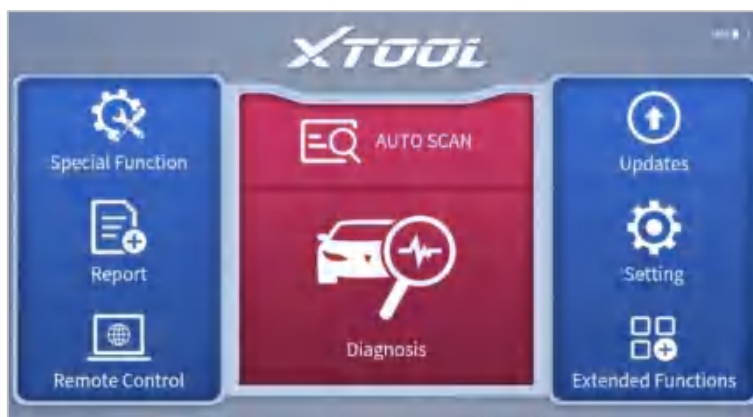 XTOOL
Special Function
Report
Remote Control
AUTO SCAN
Diagnosis
Updates
Setting
Extended Functions